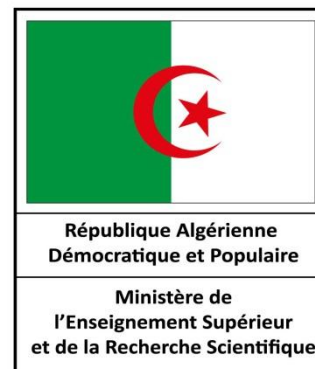 République Algérienne
Démocratique et Populaire
Ministère de
l’Enseignement Supérieur
et de la Recherche Scientifique